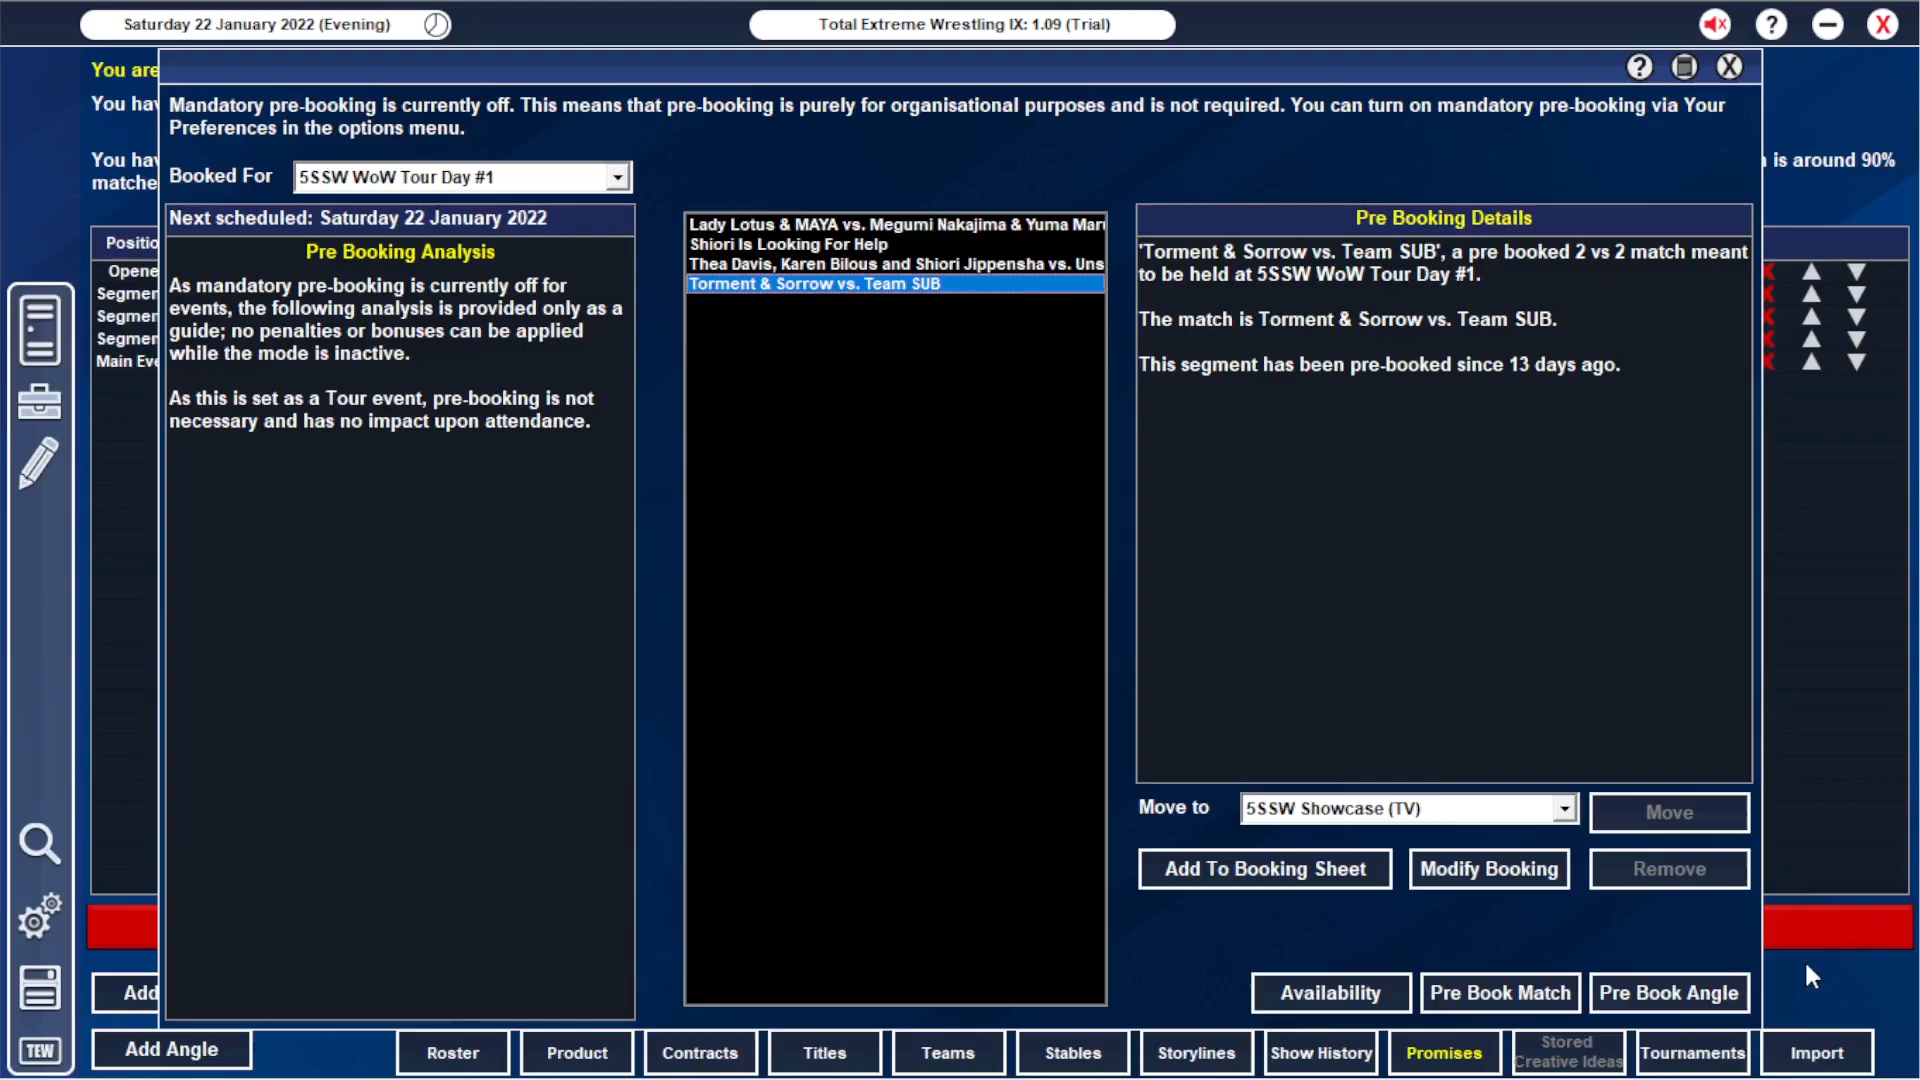 Saturday 22 January 2022 (Evening)
Total Extreme Wrestling IX: 1.09 (Trial)
?
X
You are
?
X
You hav
Mandatory pre-booking is currently off. This means that pre-booking is purely for organisational purposes and is not required. You can turn on mandatory pre-booking via Your
Preferences in the options menu.
You hav
n is around 90%
matche
Booked For
5SSW WoW Tour Day #1
Next scheduled: Saturday 22 January 2022
Pre Booking Analysis
As mandatory pre-booking is currently off for
events, the following analysis is provided only as a
guide; no penalties or bonuses can be applied
while the mode is inactive.
As this is set as a Tour event, pre-booking is not
necessary and has no impact upon attendance.
Positio
Opene
Segmen
Segmen
Segmen
Main Eve
Lady Lotus & MAYA vs. Megumi Nakajima & Yuma Maru
Shiori Is Looking For Help
Thea Davis, Karen Bilous and Shiori Jippensha vs. Uns
Torment & Sorrow vs. Team SUB
Pre Booking Details
'Torment & Sorrow vs. Team SUB', a pre booked 2 vs 2 match meant
to be held at 5SSW WoW Tour Day #1.
The match is Torment & Sorrow vs. Team SUB.
This segment has been pre-booked since 13 days ago.
Move to
5SSW Showcase (TV)
Move
Add To Booking Sheet
Modify Booking
Remove
Availability
Pre Book Match
Pre Book Angle
Add
Add Angle
TEW
Roster
Product
Contracts
Titles
Teams
Stables
Storylines
Show History
Promises
Stored
Creative Ideas
Tournaments
Import